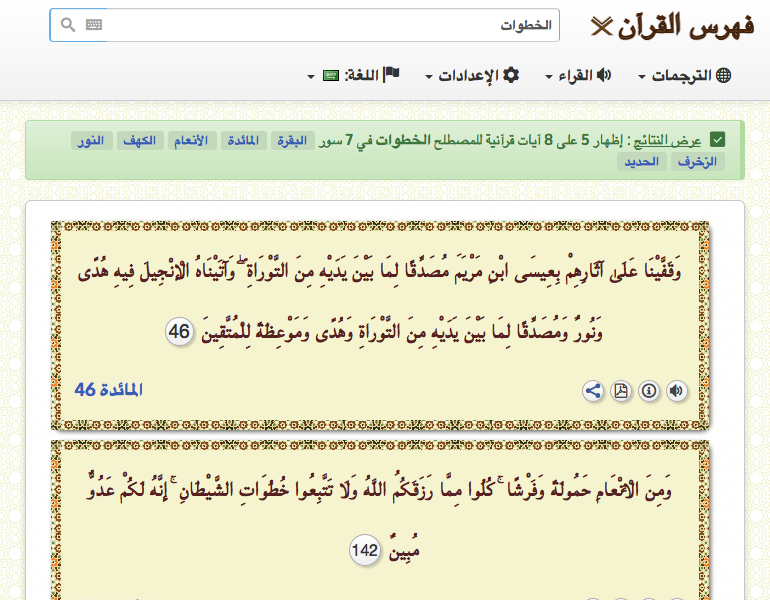 فهرس القرآن
الخطوات
الترجمات
القراء
الإعدادات
اللغة:
عرض النتائج : إظهار 5 على 8 آيات قرآنية للمصطلح الخطوات في 7 سور البقرة المائدة الأنعام الكهف النور
الزخرف الحديد
وَقَفَّيْنَا عَلَىٰ آثَارِهِمْ بِعِيسَى ابْنِ مَرْيَمَ مُصَدِّقًا لِمَا بَيْنَ يَدَيْهِ مِنَ التَّوْرَاةِ ۖ وَآتَيْنَاهُ الْإِنْجِيلَ فِيهِ هُدًى
وَنُورٌ وَمُصَدِّقًا لِمَا بَيْنَ يَدَيْهِ مِنَ التَّوْرَاةِ وَهُدًى وَمَوْعِظَةً لِلْمُتَّقِينَ 46
المائدة 46
وَمِنَ الْأَنْعَامِ حَمُولَةً وَفَرْشًا ۚ كُلُوا مِمَّا رَزَقَكُمُ اللَّهُ وَلَا تَتَّبِعُوا خُطُوَاتِ الشَّيْطَانِ ۚ إِنَّهُ لَكُمْ عَدُوٌّ
مُبِينٌ 142